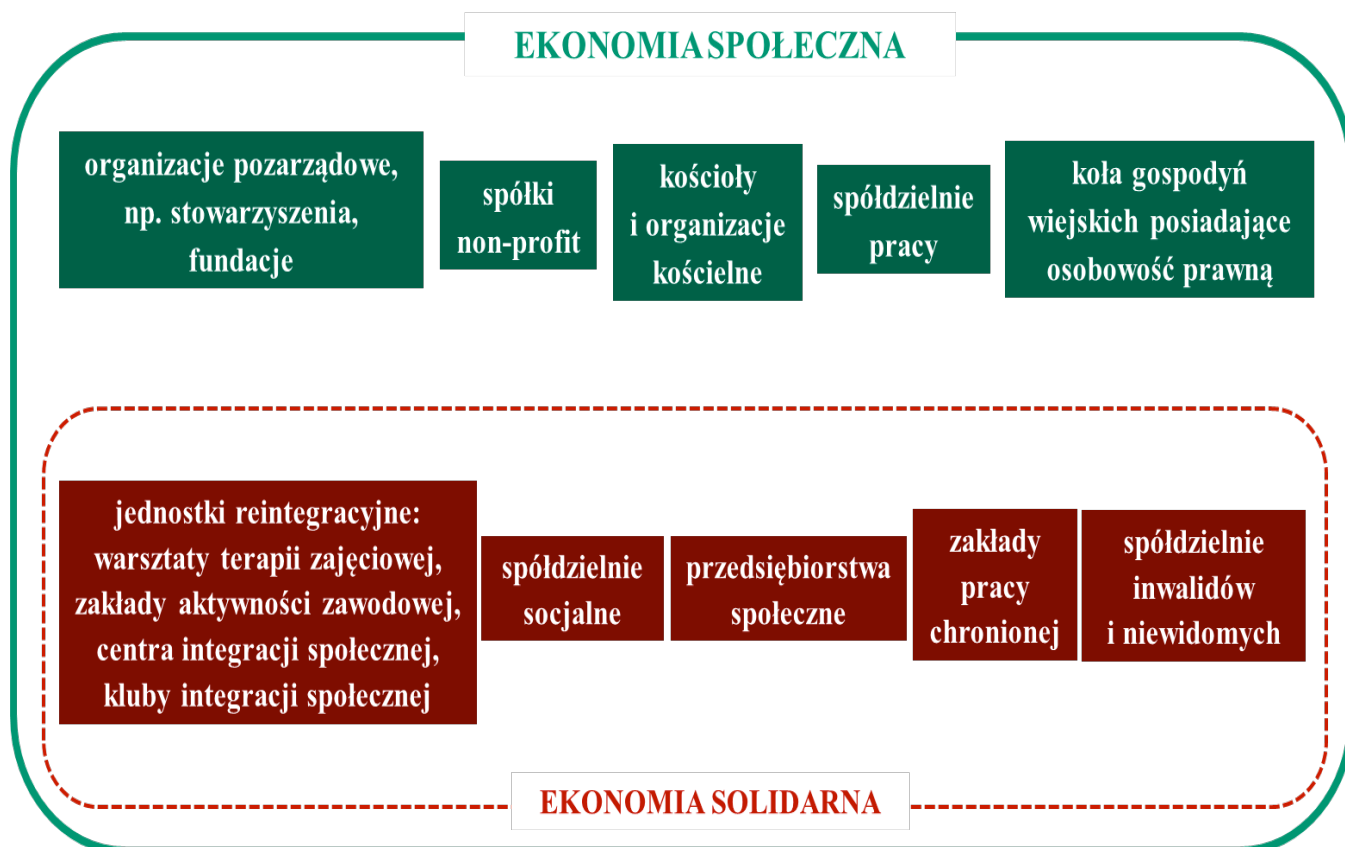 EKONOMIA SPOŁECZNA
organizacje pozarządowe,
np. stowarzyszenia,
fundacje
spółki
non-profit
kościoły
i organizacje
kościelne
spółdzielnie
pracy
koła gospodyń
wiejskich posiadające
osobowość prawną
jednostki reintegracyjne:
warsztaty terapii zajęciowej,
zakłady aktywności zawodowej,
centra integracji społecznej,
kluby integracji społecznej
spółdzielnie
socjalne
przedsiębiorstwa
społeczne
zakłady
pracy
chronionej
spółdzielnie
inwalidów
i niewidomych
EKONOMIA SOLIDARNA